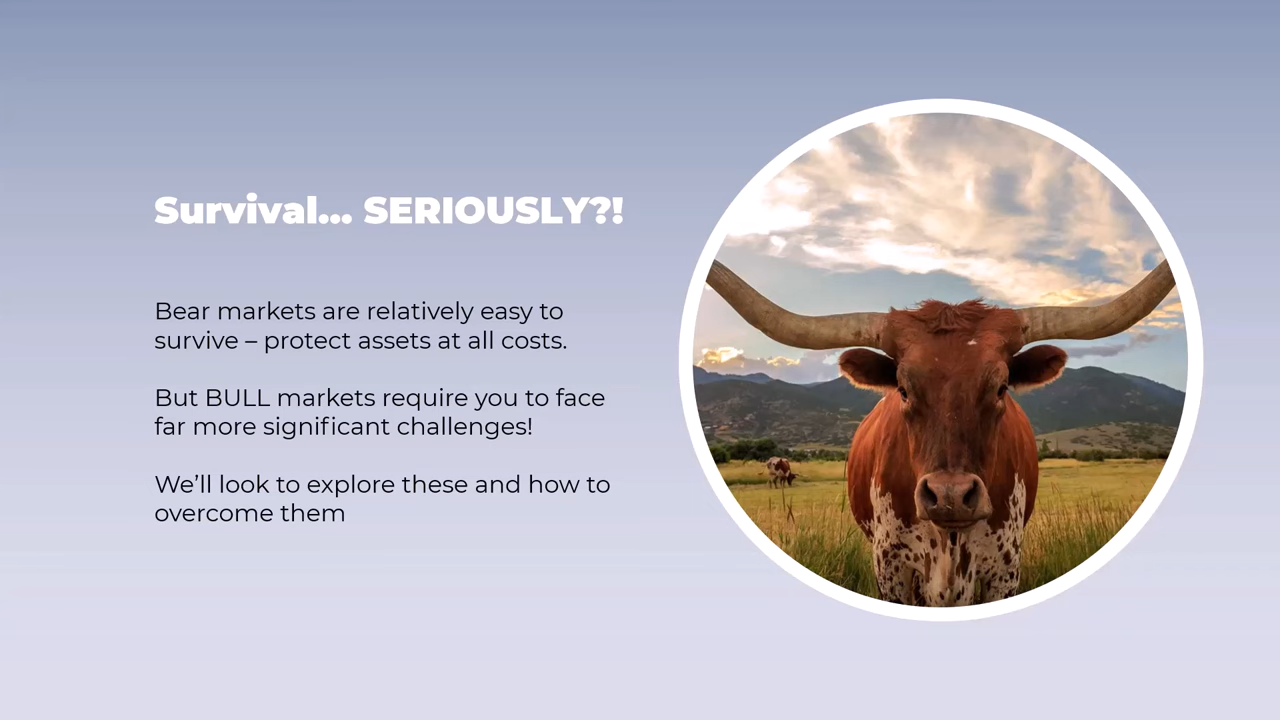 Survival... SERIOUSLY?!
Bear markets are relatively easy to
survive – protect assets at all costs.
But BULL markets require you to face
far more significant challenges!
We’ll look to explore these and how to
overcome them